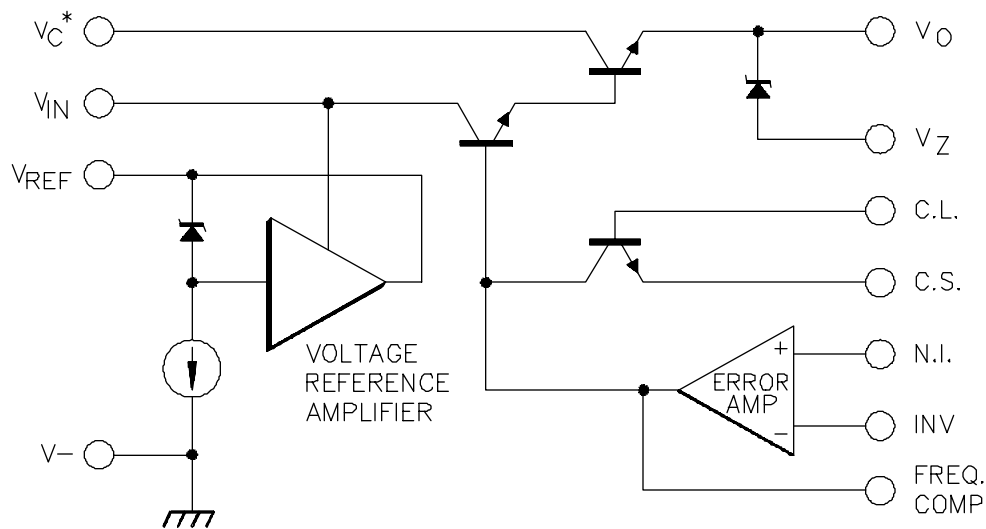 VC*
VO
VIN
VZ
VREF
C.L.
C.S.
VOLTAGE
REFERENCE
AMPLIFIER
+
N.I.
ERROR
AMP
−
INV
V−
FREQ.
COMP